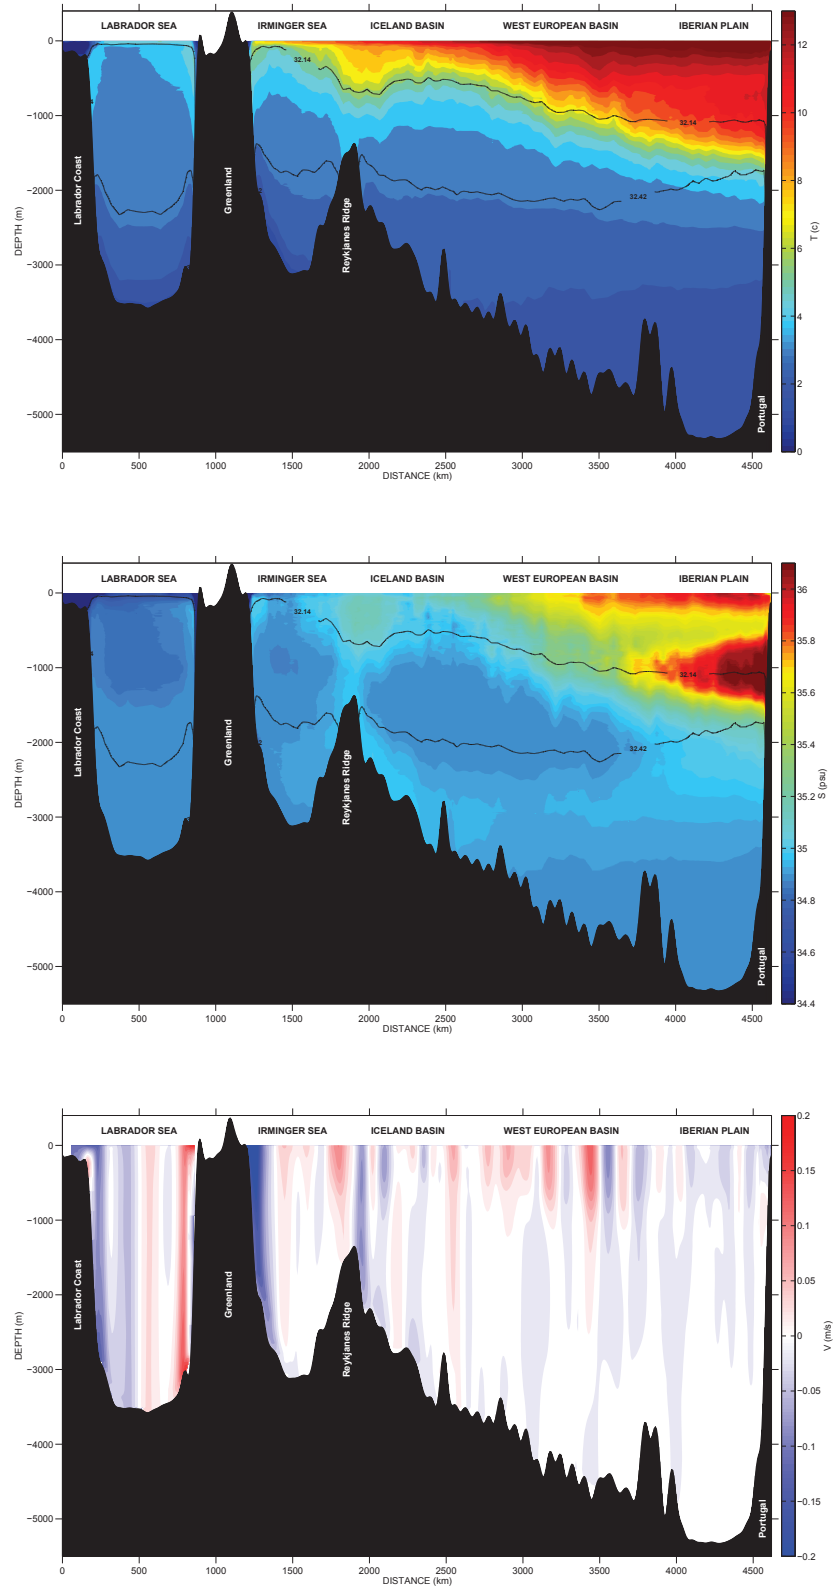 LABRADOR SEA IRMINGER SEA ICELAND BASIN WEST EUROPEAN BASIN IBERIAN PLAIN
0
−1000
−2000
−3000
−4000
−5000
DEPTH (m)
32.14
32.14
32.42
Labrador Coast
Greenland
Reykjanes Ridge
Portugal
0 500 1000 1500 2000 2500 3000 3500 4000 4500
DISTANCE (km)
12
10
8
6
4
2
0
T (c)
LABRADOR SEA IRMINGER SEA ICELAND BASIN WEST EUROPEAN BASIN IBERIAN PLAIN
0
−1000
−2000
−3000
−4000
−5000
DEPTH (m)
32.14
32.14
32.42
Labrador Coast
Greenland
Reykjanes Ridge
Portugal
0 500 1000 1500 2000 2500 3000 3500 4000 4500
DISTANCE (km)
36
35.6
35.2
35
34.8
34.6
34.4
S (psu)
LABRADOR SEA IRMINGER SEA ICELAND BASIN WEST EUROPEAN BASIN IBERIAN PLAIN
0
−1000
−2000
−3000
−4000
−5000
DEPTH (m)
Labrador Coast
Greenland
Reykjanes Ridge
Portugal
0 500 1000 1500 2000 2500 3000 3500 4000 4500
DISTANCE (km)
0.2
0.15
0.1
0.05
0
−0.05
−0.1
−0.15
−0.2
V (m/s)